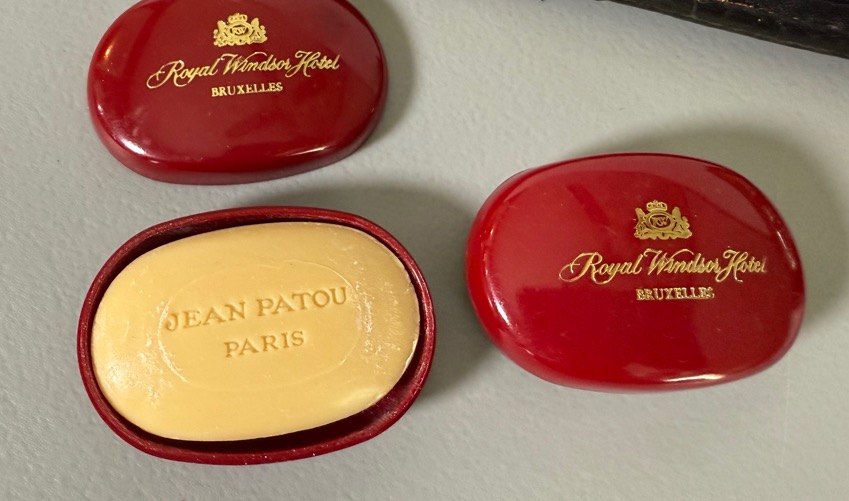 Royal Windsor Hotel
BRUXELLES
Royal Windsor Hotel
BRUXELLES
JEAN PATOU
PARIS